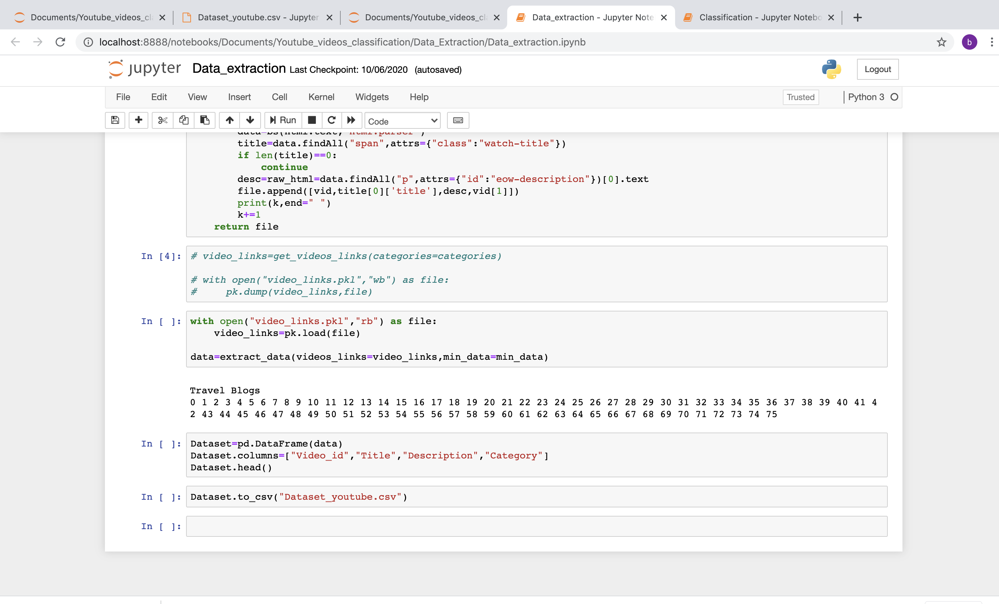 Documents/Youtube_videos_cl
Dataset_youtube.csv - Jupyter
Documents/Youtube_videos_cl
Data_extraction - Jupyter Note
Classification - Jupyter Notebo
localhost:8888/notebooks/Documents/Youtube_videos_classification/Data_Extraction/Data_extraction.ipynb
b
jupyter Data_extraction Last Checkpoint: 10/06/2020 (autosaved)
Logout
File Edit View Insert Cell Kernel Widgets Help
Trusted
Python 3
Run
Code
data=bs(html.text,"html.parser")
title=data.findAll("span",attrs={"class":"watch-title"})
if len(title)==0:
continue
desc=raw_html=data.findAll("p",attrs={"id":"eow-description"})[0].text
file.append([vid,title[0]['title'],desc,vid[1]])
print(k,end=" ")
k+=1
return file
In [4]:
# video_links=get_videos_links(categories=categories)
# with open("video_links.pkl","wb") as file:
#     pk.dump(video_links,file)
In [ ]:
with open("video_links.pkl","rb") as file:
video_links=pk.load(file)
data=extract_data(videos_links=video_links,min_data=min_data)
Travel Blogs
0 1 2 3 4 5 6 7 8 9 10 11 12 13 14 15 16 17 18 19 20 21 22 23 24 25 26 27 28 29 30 31 32 33 34 35 36 37 38 39 40 41 4
2 43 44 45 46 47 48 49 50 51 52 53 54 55 56 57 58 59 60 61 62 63 64 65 66 67 68 69 70 71 72 73 74 75
In [ ]:
Dataset=pd.DataFrame(data)
Dataset.columns=["Video_id","Title","Description","Category"]
Dataset.head()
In [ ]:
Dataset.to_csv("Dataset_youtube.csv")
In [ ]: